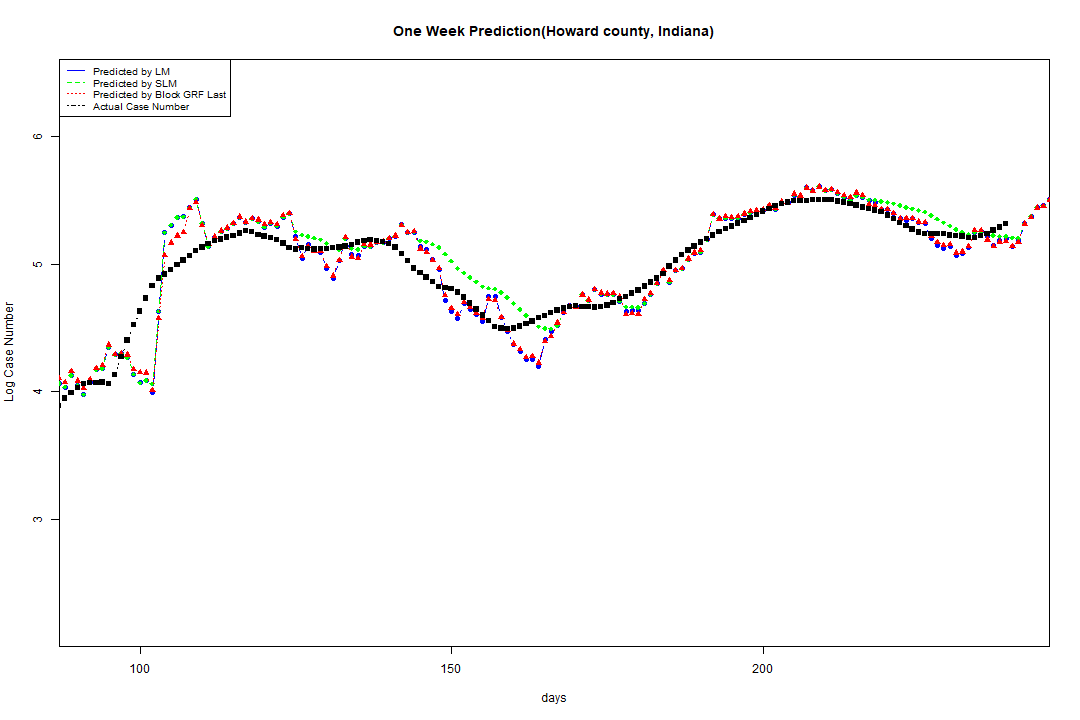 One Week Prediction(Howard county, Indiana)
Predicted by LM
Predicted by SLM
Predicted by Block GRF Last
Actual Case Number
6
5
4
3
Log Case Number
100 150 200
days